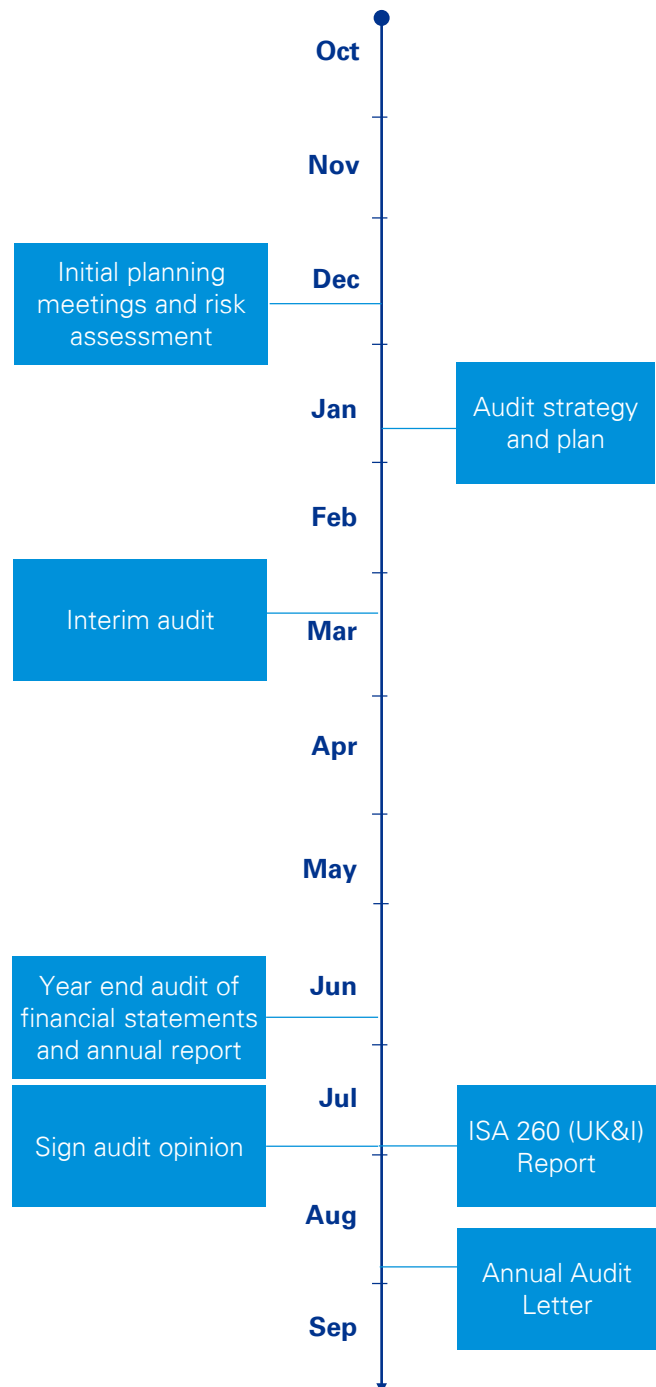 Oct
Nov
Dec
Initial planning
meetings and risk
assessment
Jan
Audit strategy
and plan
Feb
Interim audit
Mar
Apr
May
Jun
Year end audit of
financial statements
and annual report
Jul
Sign audit opinion
ISA 260 (UK&I)
Report
Aug
Annual Audit
Letter
Sep